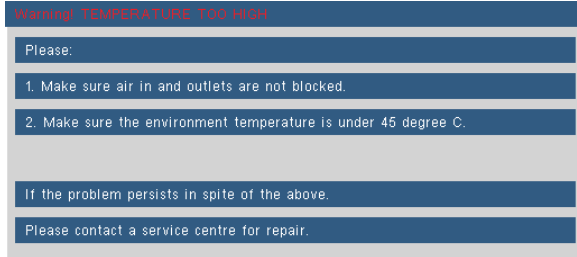 Warning! TEMPERATURE TOO HIGH
Please:
1. Make sure air in and outlets are not blocked.
2. Make sure the environment temperature is under 45 degree C.
If the problem persists in spite of the above.
Please contact a service centre for repair.